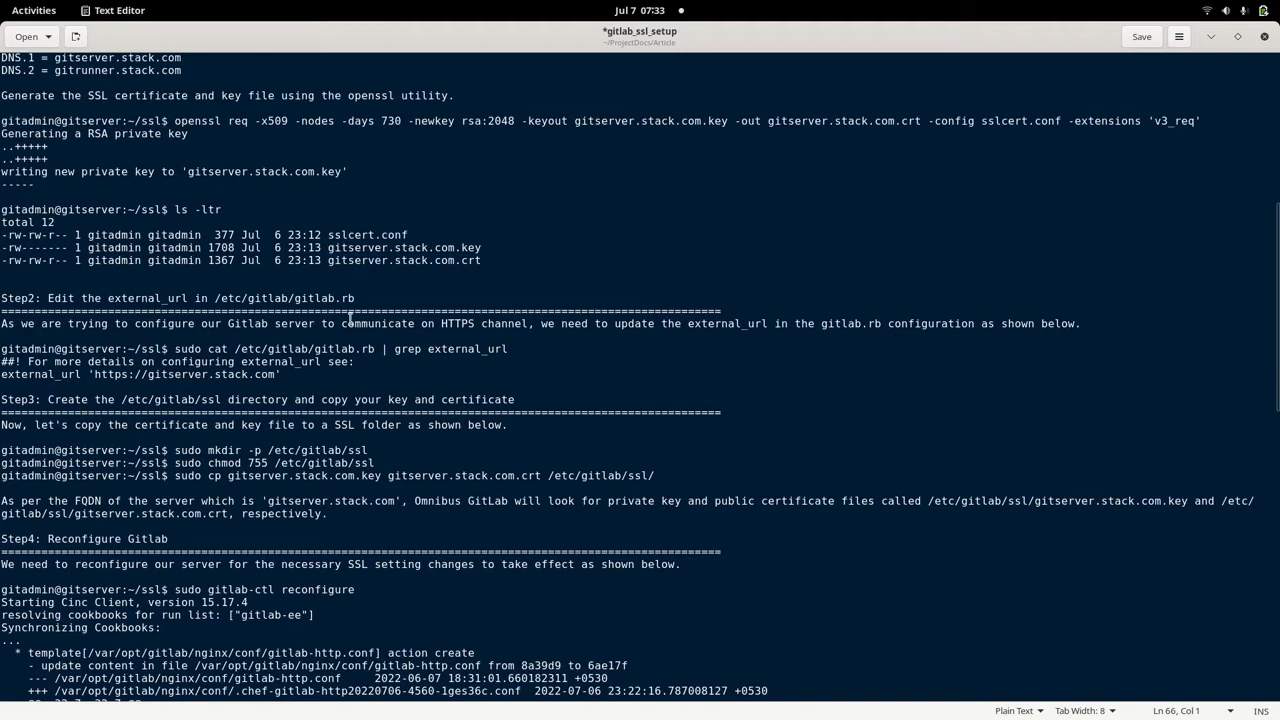 Activities Text Editor Jul 7 07:33
Open *gitlab_ssl_setup Save
~/ProjectDocs/Article
DNS.1 = gitserver.stack.com
DNS.2 = gitrunner.stack.com
Generate the SSL certificate and key file using the openssl utility.
gitadmin@gitserver:~/ssl$ openssl req -x509 -nodes -days 730 -newkey rsa:2048 -keyout gitserver.stack.com.key -out gitserver.stack.com.crt -config sslcert.conf -extensions 'v3_req'
Generating a RSA private key
..+++++
..+++++
writing new private key to 'gitserver.stack.com.key'
-----
gitadmin@gitserver:~/ssl$ ls -ltr
total 12
-rw-rw-r-- 1 gitadmin gitadmin  377 Jul  6 23:12 sslcert.conf
-rw------- 1 gitadmin gitadmin 1708 Jul  6 23:13 gitserver.stack.com.key
-rw-rw-r-- 1 gitadmin gitadmin 1367 Jul  6 23:13 gitserver.stack.com.crt
Step2: Edit the external_url in /etc/gitlab/gitlab.rb
============================================================================================================
As we are trying to configure our Gitlab server to communicate on HTTPS channel, we need to update the external_url in the gitlab.rb configuration as shown below.
gitadmin@gitserver:~/ssl$ sudo cat /etc/gitlab/gitlab.rb | grep external_url
##! For more details on configuring external_url see:
external_url 'https://gitserver.stack.com'
Step3: Create the /etc/gitlab/ssl directory and copy your key and certificate
============================================================================================================
Now, let's copy the certificate and key file to a SSL folder as shown below.
gitadmin@gitserver:~/ssl$ sudo mkdir -p /etc/gitlab/ssl
gitadmin@gitserver:~/ssl$ sudo chmod 755 /etc/gitlab/ssl
gitadmin@gitserver:~/ssl$ sudo cp gitserver.stack.com.key gitserver.stack.com.crt /etc/gitlab/ssl/
As per the FQDN of the server which is 'gitserver.stack.com', Omnibus GitLab will look for private key and public certificate files called /etc/gitlab/ssl/gitserver.stack.com.key and /etc/
gitlab/ssl/gitserver.stack.com.crt, respectively.
Step4: Reconfigure Gitlab
============================================================================================================
We need to reconfigure our server for the necessary SSL setting changes to take effect as shown below.
gitadmin@gitserver:~/ssl$ sudo gitlab-ctl reconfigure
Starting Cinc Client, version 15.17.4
resolving cookbooks for run list: ["gitlab-ee"]
Synchronizing Cookbooks:
...
* template[/var/opt/gitlab/nginx/conf/gitlab-http.conf] action create
- update content in file /var/opt/gitlab/nginx/conf/gitlab-http.conf from 8a39d9 to 6ae17f
--- /var/opt/gitlab/nginx/conf/gitlab-http.conf     2022-06-07 18:31:01.660182311 +0530
+++ /var/opt/gitlab/nginx/conf/.chef-gitlab-http20220706-4560-1ges36c.conf  2022-07-06 23:22:16.787008127 +0530
Plain Text Tab Width: 8 Ln 66, Col 1 INS